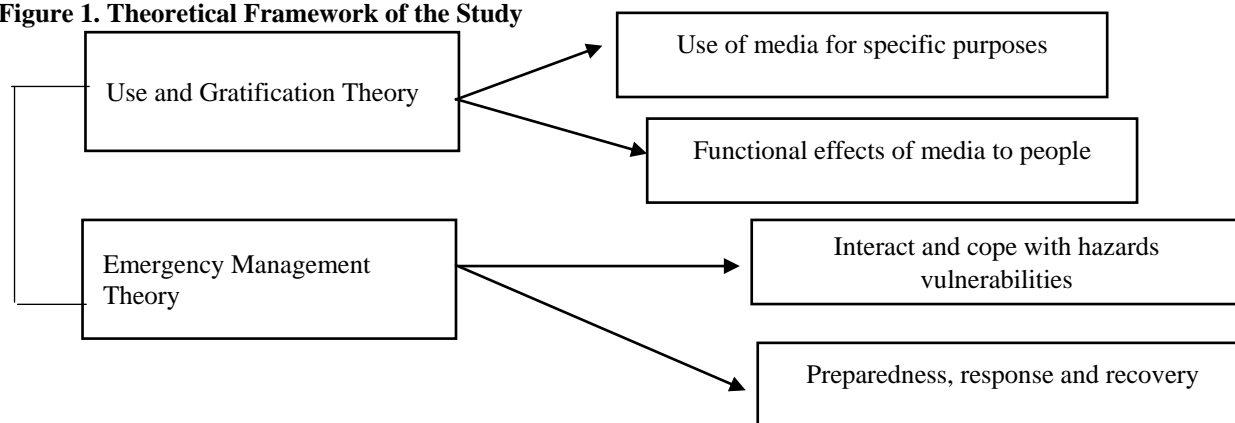 Figure 1. Theoretical Framework of the Study
Use of media for specific purposes
Use and Gratification Theory
Functional effects of media to people
Emergency Management
Theory
Interact and cope with hazards
vulnerabilities
Preparedness, response and recovery